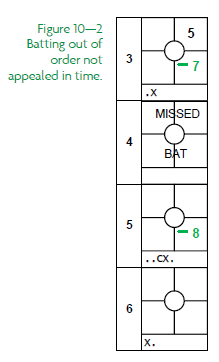 Figure 10—2
Batting out of
order not
appealed in time.
3
5
– 7
.x
4
MISSED
BAT
5
– 8
..cx.
6
x.